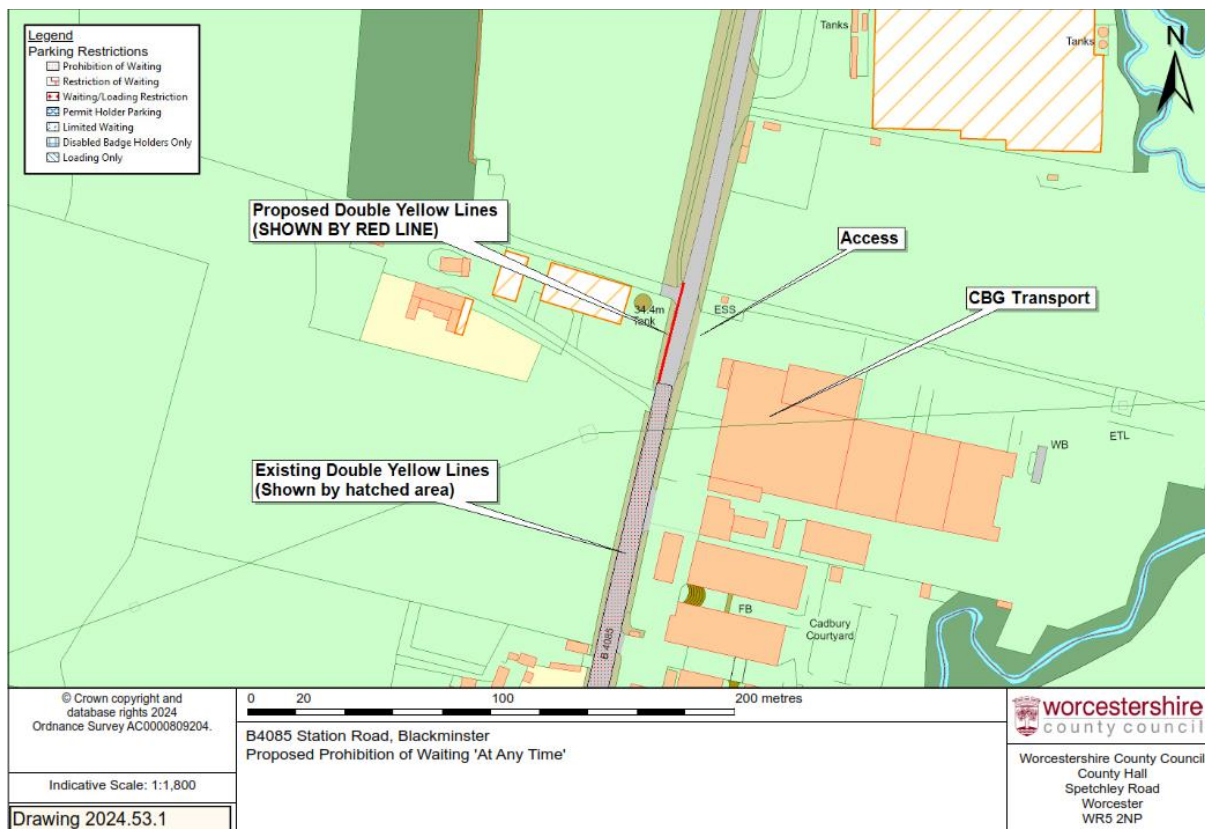 Legend
Parking Restrictions
Prohibition of Waiting
Restriction of Waiting
Waiting/Loading Restriction
Permit Holder Parking
Limited Waiting
Disabled Badge Holders Only
Loading Only
Tanks
Tanks
N
Proposed Double Yellow Lines
(SHOWN BY RED LINE)
Access
CBG Transport
34.4m
Tank
ESS
Existing Double Yellow Lines
(Shown by hatched area)
WB
ETL
FB
Cadbury
Courtyard
B 4085
© Crown copyright and
database rights 2024
Ordnance Survey AC0000809204.
Indicative Scale: 1:1,800
Drawing 2024.53.1
0 20 100 200 metres
B4085 Station Road, Blackminster
Proposed Prohibition of Waiting 'At Any Time'
worcestershire
county council
Worcestershire County Council
County Hall
Spetchley Road
Worcester
WR5 2NP